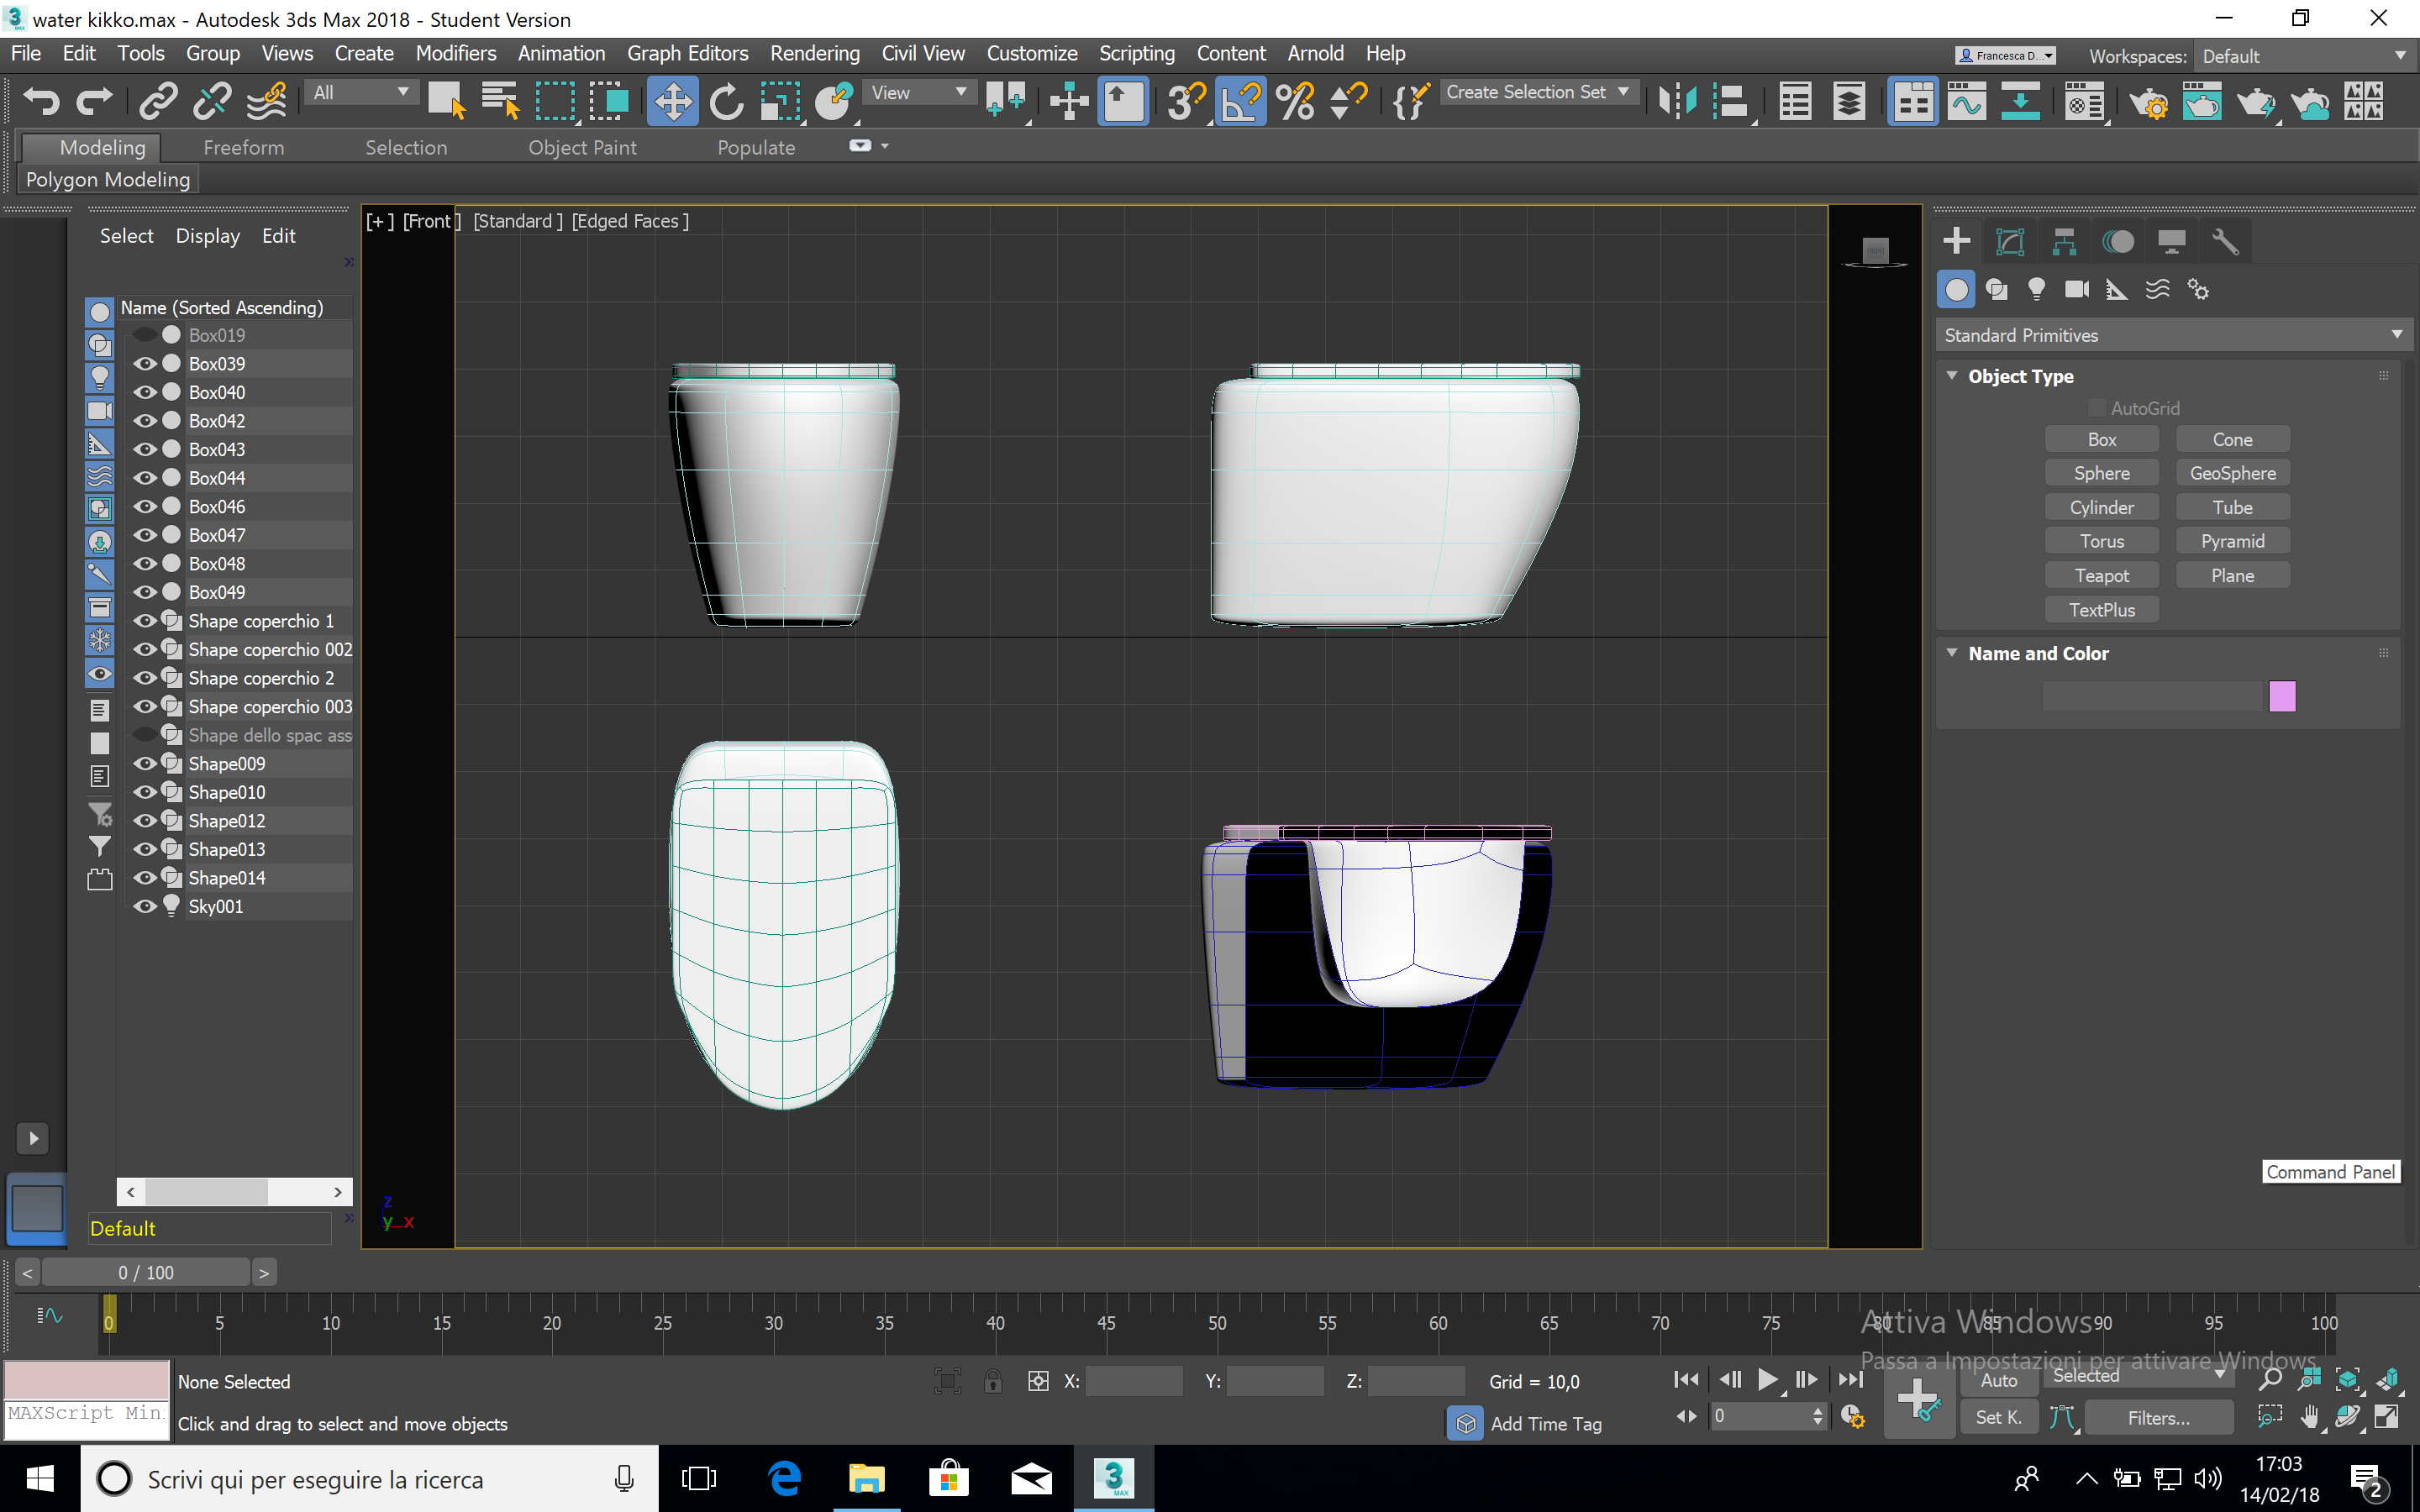 water kikko.max - Autodesk 3ds Max 2018 - Student Version
File Edit Tools Group Views Create Modifiers Animation Graph Editors Rendering Civil View Customize Scripting Content Arnold Help
Francesca D... Workspaces: Default
All View Create Selection Set
Modeling Freeform Selection Object Paint Populate
Polygon Modeling
Select Display Edit
[+] [Front] [Standard] [Edged Faces]
FRONT
Name (Sorted Ascending)
Box019
Box039
Box040
Box042
Box043
Box044
Box046
Box047
Box048
Box049
Shape coperchio 1
Shape coperchio 002
Shape coperchio 2
Shape coperchio 003
Shape dello spac ass
Shape009
Shape010
Shape012
Shape013
Shape014
Sky001
Default
z
y x
Standard Primitives
Object Type
AutoGrid
Box Cone
Sphere GeoSphere
Cylinder Tube
Torus Pyramid
Teapot Plane
TextPlus
Name and Color
Command Panel
< 0 / 100 >
0 5 10 15 20 25 30 35 40 45 50 55 60 65 70 75 80 85 90 95 100
Attiva Windows
Passa a Impostazioni per attivare Windows.
None Selected
X: Y: Z: Grid = 10,0
Auto Selected
MAXScript Min
Click and drag to select and move objects
Add Time Tag
0
Set K. Filters...
Scrivi qui per eseguire la ricerca
3
MAX
17:03
14/02/18
2